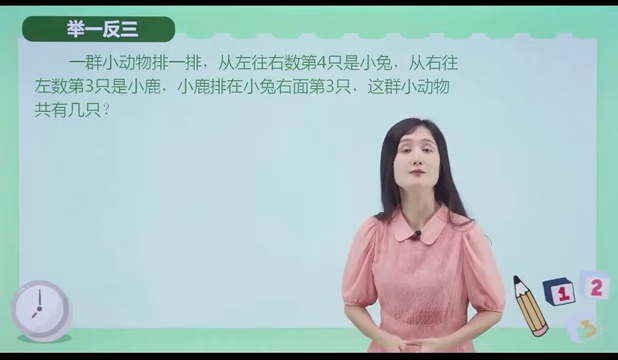 举一反三
一群小动物排一排，从左往右数第4只是小兔，从右往
左数第3只是小鹿，小鹿排在小兔右面第3只，这群小动物
共有几只？
1
2
3